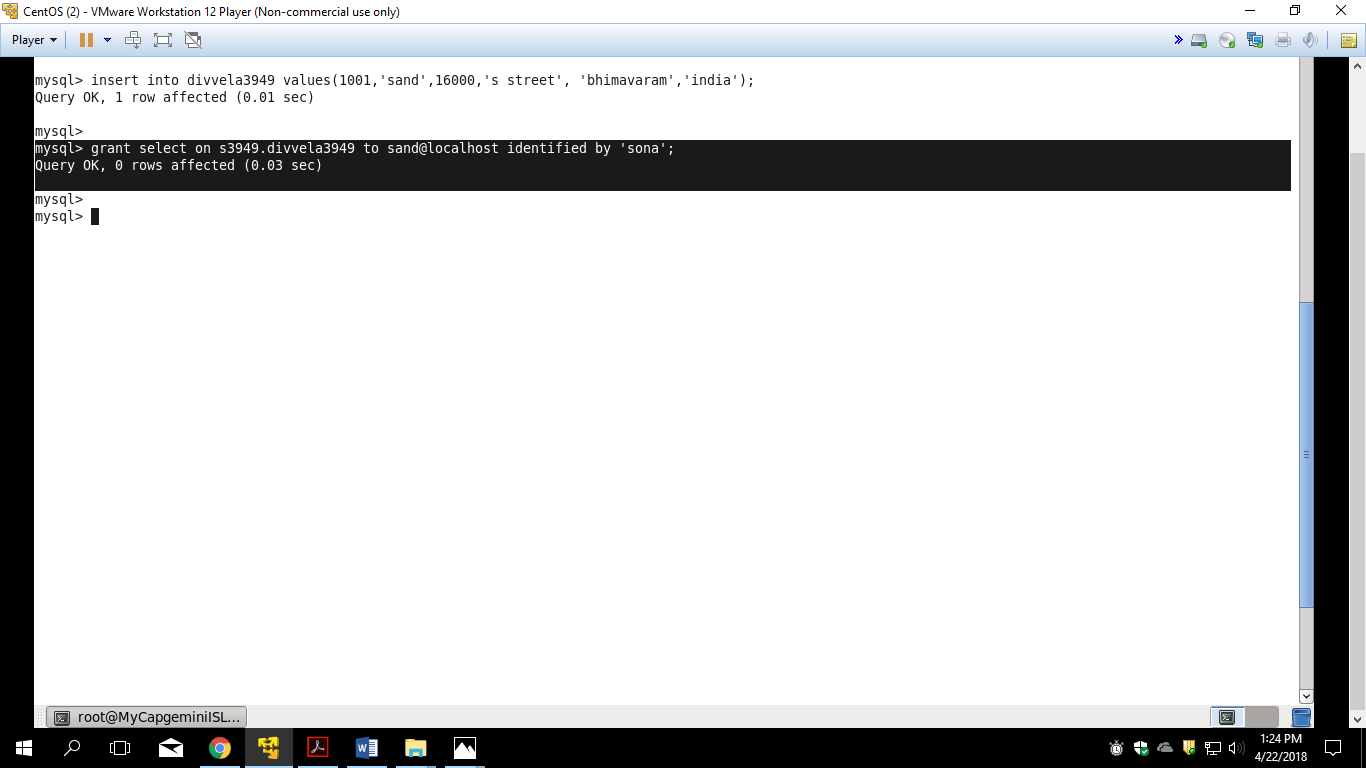 CentOS (2) - VMware Workstation 12 Player (Non-commercial use only)
Player
mysql> insert into divvela3949 values(1001,'sand',16000,'s street', 'bhimavaram','india');
Query OK, 1 row affected (0.01 sec)
mysql>
mysql> grant select on s3949.divvela3949 to sand@localhost identified by 'sona';
Query OK, 0 rows affected (0.03 sec)
mysql>
mysql>
root@MyCapgeminiISL...
1:24 PM
4/22/2018